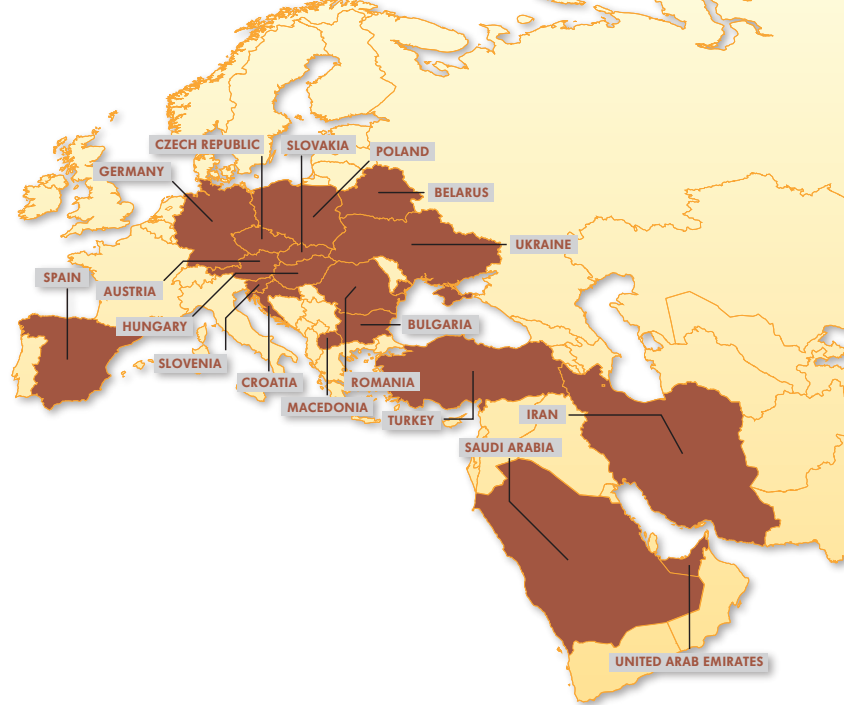 CZECH REPUBLIC
SLOVAKIA
POLAND
GERMANY
BELARUS
UKRAINE
SPAIN
AUSTRIA
HUNGARY
BULGARIA
SLOVENIA
CROATIA
ROMANIA
MACEDONIA
TURKEY
IRAN
SAUDI ARABIA
UNITED ARAB EMIRATES